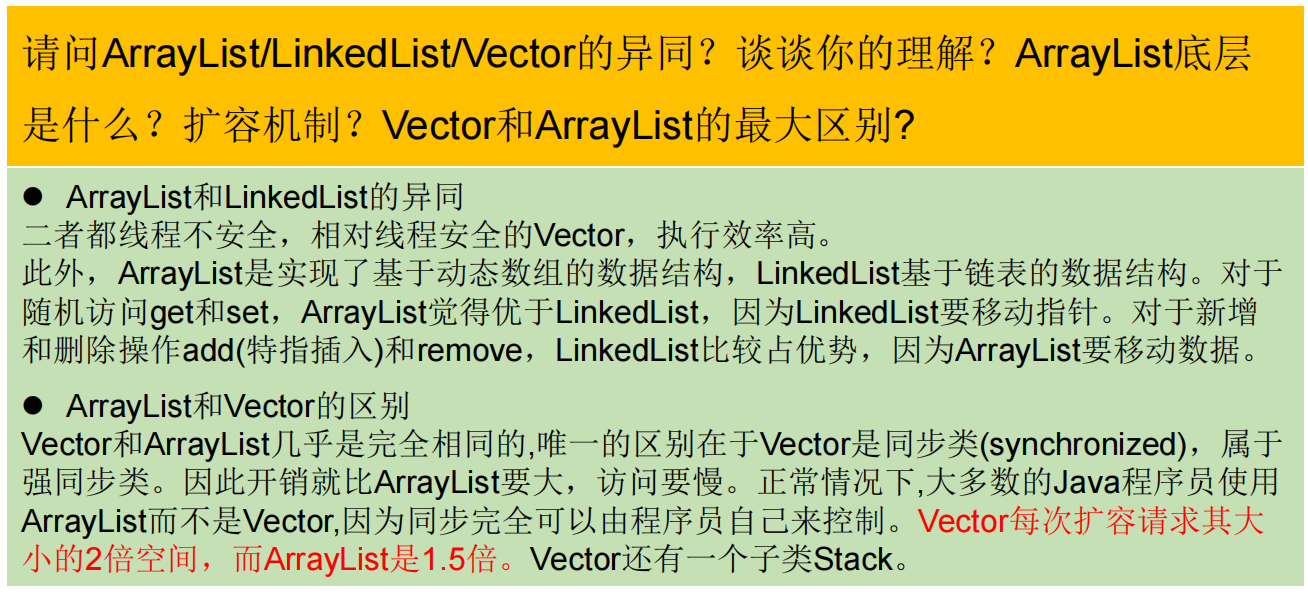 请问ArrayList/LinkedList/Vector的异同？谈谈你的理解？ArrayList底层
是什么？扩容机制？Vector和ArrayList的最大区别?
● ArrayList和LinkedList的异同
二者都线程不安全，相对线程安全的Vector，执行效率高。
此外，ArrayList是实现了基于动态数组的数据结构，LinkedList基于链表的数据结构。对于
随机访问get和set，ArrayList觉得优于LinkedList，因为LinkedList要移动指针。对于新增
和删除操作add(特指插入)和remove，LinkedList比较占优势，因为ArrayList要移动数据。
● ArrayList和Vector的区别
Vector和ArrayList几乎是完全相同的,唯一的区别在于Vector是同步类(synchronized)，属于
强同步类。因此开销就比ArrayList要大，访问要慢。正常情况下,大多数的Java程序员使用
ArrayList而不是Vector,因为同步完全可以由程序员自己来控制。Vector每次扩容请求其大
小的2倍空间，而ArrayList是1.5倍。Vector还有一个子类Stack。